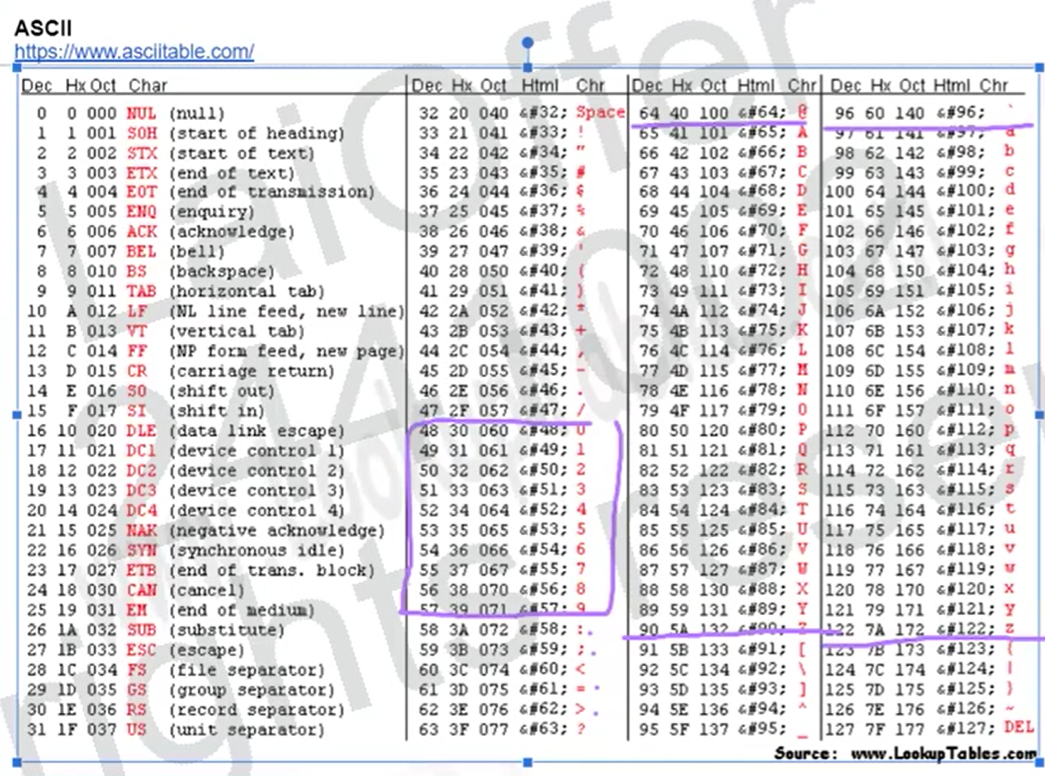 ASCII
https://www.asciitable.com/
Dec Hx Oct Char Dec Hx Oct Html Chr Dec Hx Oct Html Chr Dec Hx Oct Html Chr
0 0 000 NUL (null) 32 20 040 &#32; Space 64 40 100 &#64; @ 96 60 140 &#96; `
1 1 001 SOH (start of heading) 33 21 041 &#33; ! 65 41 101 &#65; A 97 61 141 &#97; a
2 2 002 STX (start of text) 34 22 042 &#34; " 66 42 102 &#66; B 98 62 142 &#98; b
3 3 003 ETX (end of text) 35 23 043 &#35; # 67 43 103 &#67; C 99 63 143 &#99; c
4 4 004 EOT (end of transmission) 36 24 044 &#36; $ 68 44 104 &#68; D 100 64 144 &#100; d
5 5 005 ENQ (enquiry) 37 25 045 &#37; % 69 45 105 &#69; E 101 65 145 &#101; e
6 6 006 ACK (acknowledge) 38 26 046 &#38; & 70 46 106 &#70; F 102 66 146 &#102; f
7 7 007 BEL (bell) 39 27 047 &#39; ' 71 47 107 &#71; G 103 67 147 &#103; g
8 8 010 BS (backspace) 40 28 050 &#40; ( 72 48 110 &#72; H 104 68 150 &#104; h
9 9 011 TAB (horizontal tab) 41 29 051 &#41; ) 73 49 111 &#73; I 105 69 151 &#105; i
10 A 012 LF (NL line feed, new line) 42 2A 052 &#42; * 74 4A 112 &#74; J 106 6A 152 &#106; j
11 B 013 VT (vertical tab) 43 2B 053 &#43; + 75 4B 113 &#75; K 107 6B 153 &#107; k
12 C 014 FF (NP form feed, new page) 44 2C 054 &#44; , 76 4C 114 &#76; L 108 6C 154 &#108; l
13 D 015 CR (carriage return) 45 2D 055 &#45; - 77 4D 115 &#77; M 109 6D 155 &#109; m
14 E 016 SO (shift out) 46 2E 056 &#46; . 78 4E 116 &#78; N 110 6E 156 &#110; n
15 F 017 SI (shift in) 47 2F 057 &#47; / 79 4F 117 &#79; O 111 6F 157 &#111; o
16 10 020 DLE (data link escape) 48 30 060 &#48; 0 80 50 120 &#80; P 112 70 160 &#112; p
17 11 021 DC1 (device control 1) 49 31 061 &#49; 1 81 51 121 &#81; Q 113 71 161 &#113; q
18 12 022 DC2 (device control 2) 50 32 062 &#50; 2 82 52 122 &#82; R 114 72 162 &#114; r
19 13 023 DC3 (device control 3) 51 33 063 &#51; 3 83 53 123 &#83; S 115 73 163 &#115; s
20 14 024 DC4 (device control 4) 52 34 064 &#52; 4 84 54 124 &#84; T 116 74 164 &#116; t
21 15 025 NAK (negative acknowledge) 53 35 065 &#53; 5 85 55 125 &#85; U 117 75 165 &#117; u
22 16 026 SYN (synchronous idle) 54 36 066 &#54; 6 86 56 126 &#86; V 118 76 166 &#118; v
23 17 027 ETB (end of trans. block) 55 37 067 &#55; 7 87 57 127 &#87; W 119 77 167 &#119; w
24 18 030 CAN (cancel) 56 38 070 &#56; 8 88 58 130 &#88; X 120 78 170 &#120; x
25 19 031 EM (end of medium) 57 39 071 &#57; 9 89 59 131 &#89; Y 121 79 171 &#121; y
26 1A 032 SUB (substitute) 58 3A 072 &#58; : 90 5A 132 &#90; Z 122 7A 172 &#122; z
27 1B 033 ESC (escape) 59 3B 073 &#59; ; 91 5B 133 &#91; [ 123 7B 173 &#123; {
28 1C 034 FS (file separator) 60 3C 074 &#60; < 92 5C 134 &#92; \ 124 7C 174 &#124; |
29 1D 035 GS (group separator) 61 3D 075 &#61; = 93 5D 135 &#93; ] 125 7D 175 &#125; }
30 1E 036 RS (record separator) 62 3E 076 &#62; > 94 5E 136 &#94; ^ 126 7E 176 &#126; ~
31 1F 037 US (unit separator) 63 3F 077 &#63; ? 95 5F 137 &#95; _ 127 7F 177 &#127; DEL
Source: www.LookupTables.com
LaiOffer
rights rese